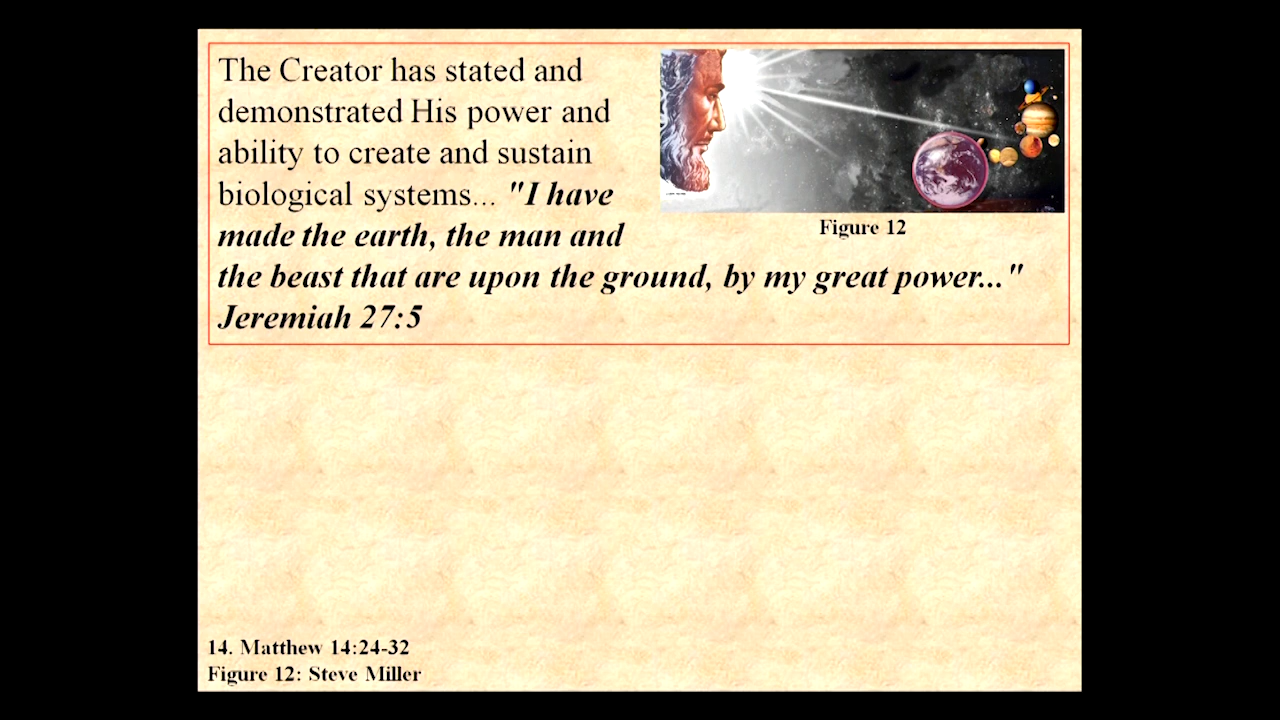 The Creator has stated and
demonstrated His power and
ability to create and sustain
biological systems... "I have
made the earth, the man and
the beast that are upon the ground, by my great power..."
Jeremiah 27:5
Figure 12
14. Matthew 14:24-32
Figure 12: Steve Miller